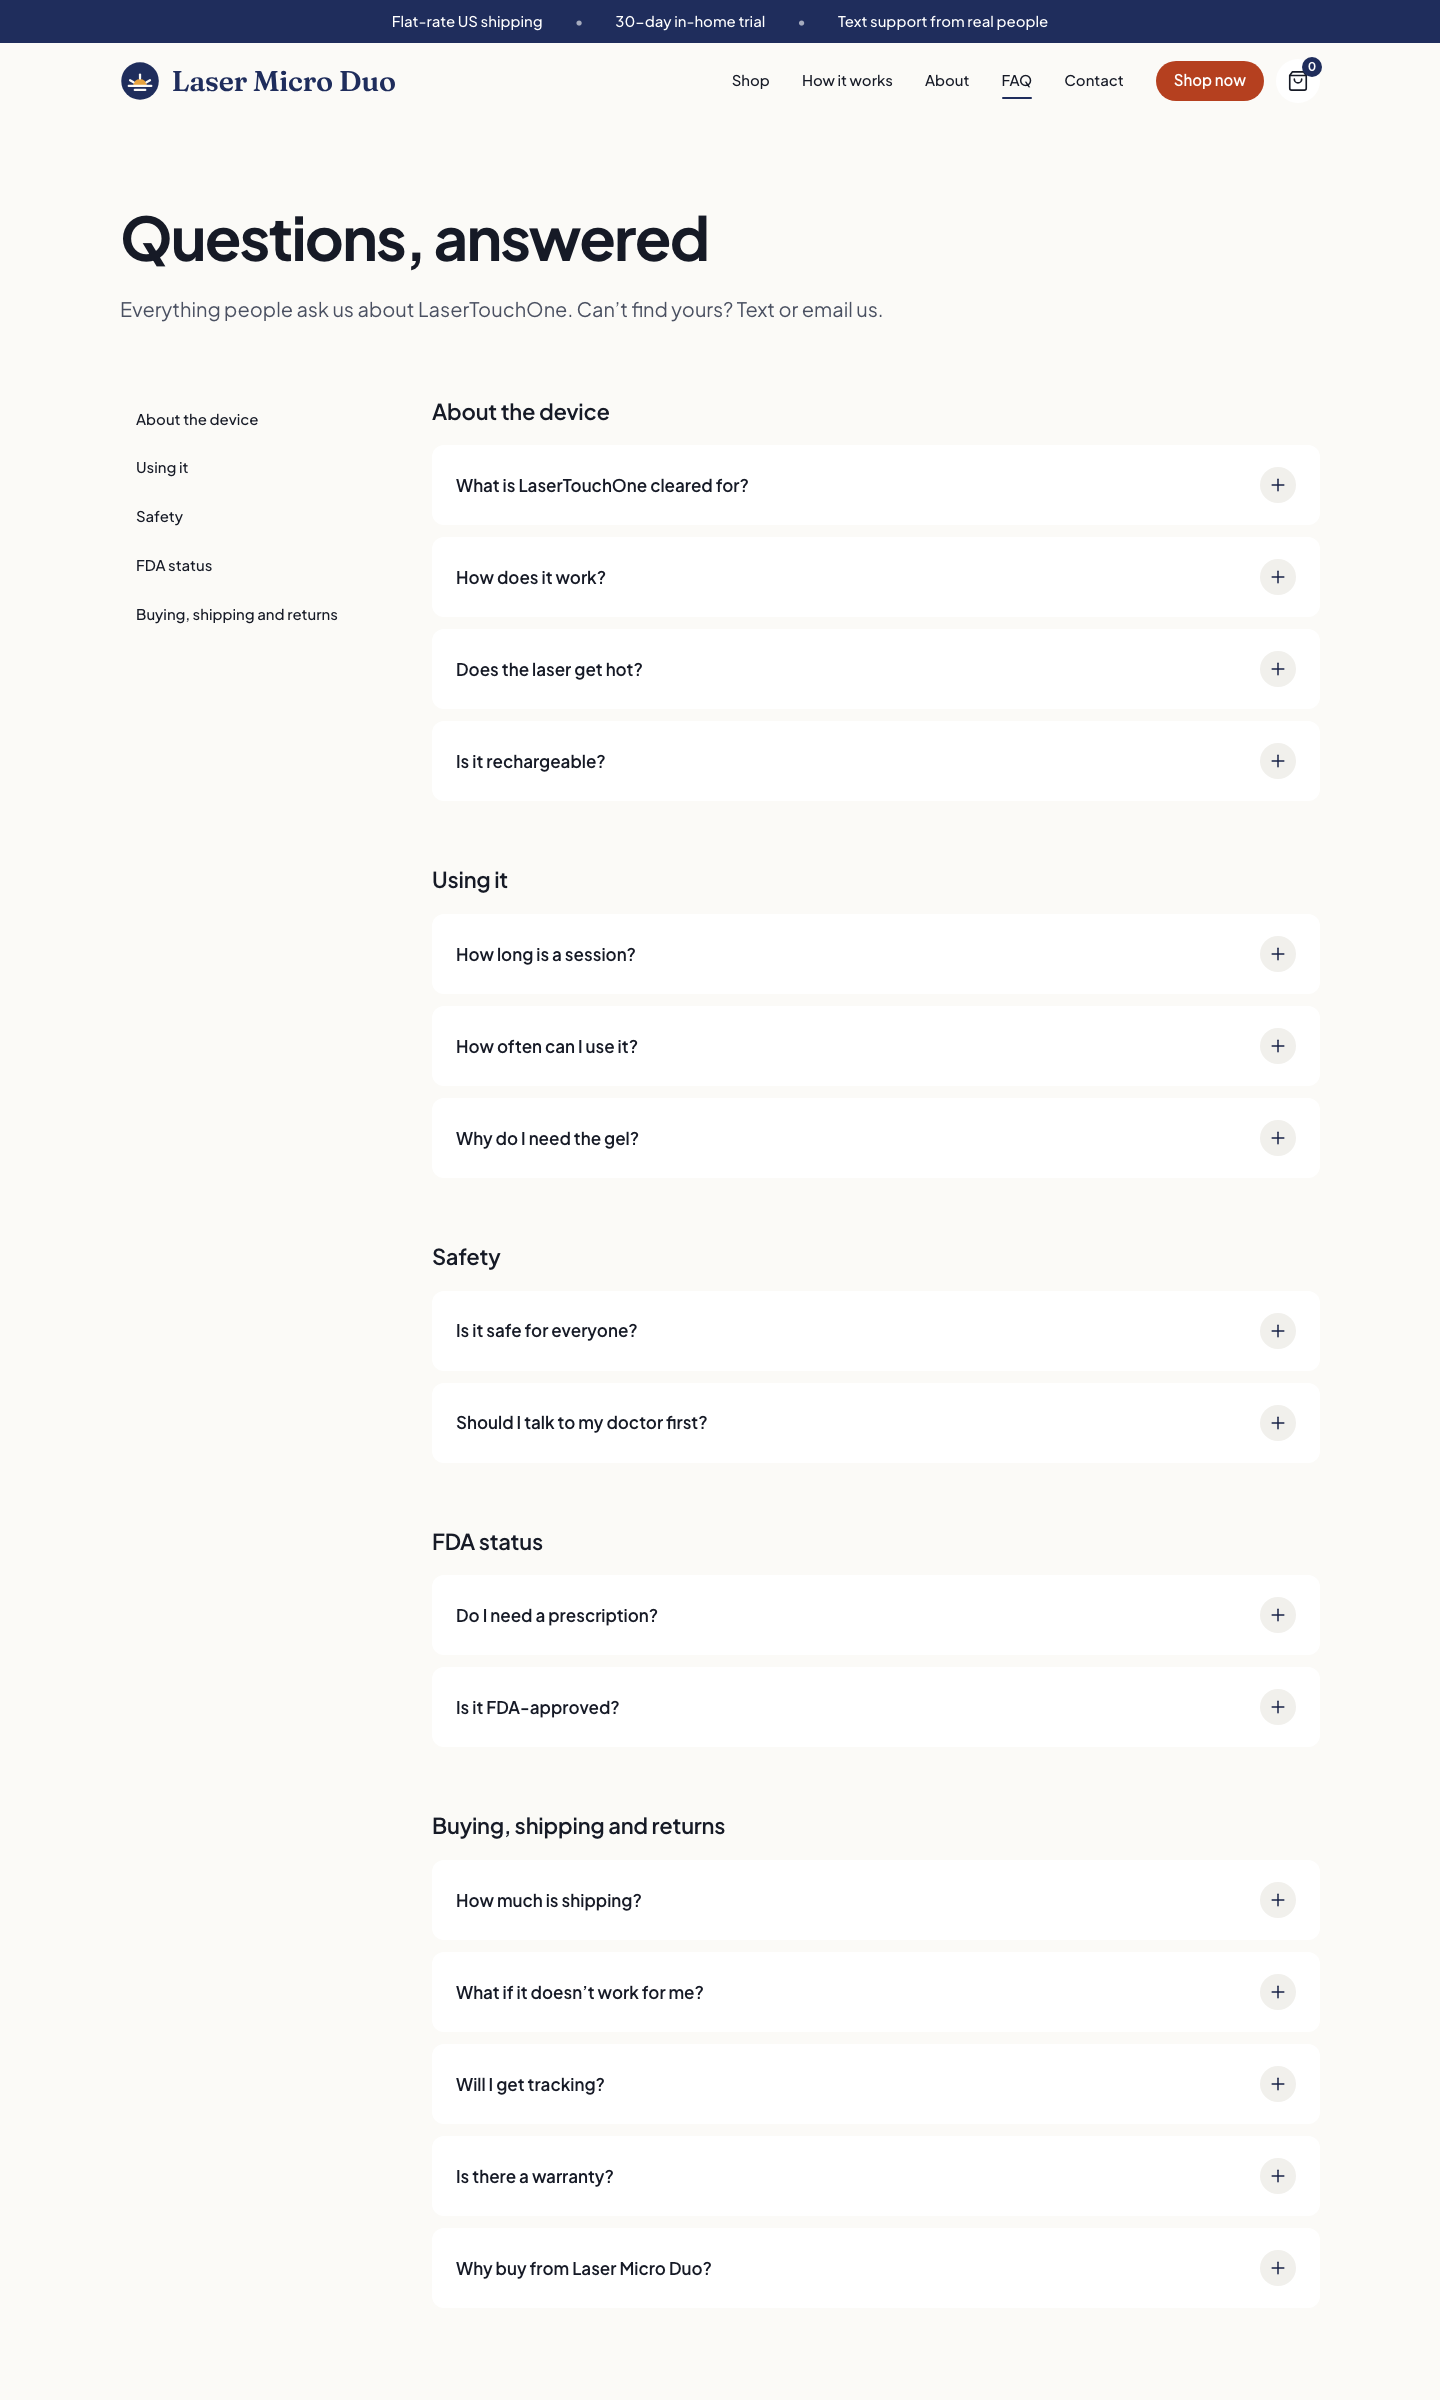 Flat-rate US shipping • 30-day in-home trial • Text support from real people
Laser Micro Duo
Shop How it works About FAQ Contact Shop now 0
Questions, answered
Everything people ask us about LaserTouchOne. Can’t find yours? Text or email us.
About the device
Using it
Safety
FDA status
Buying, shipping and returns
About the device
What is LaserTouchOne cleared for?
How does it work?
Does the laser get hot?
Is it rechargeable?
Using it
How long is a session?
How often can I use it?
Why do I need the gel?
Safety
Is it safe for everyone?
Should I talk to my doctor first?
FDA status
Do I need a prescription?
Is it FDA-approved?
Buying, shipping and returns
How much is shipping?
What if it doesn’t work for me?
Will I get tracking?
Is there a warranty?
Why buy from Laser Micro Duo?